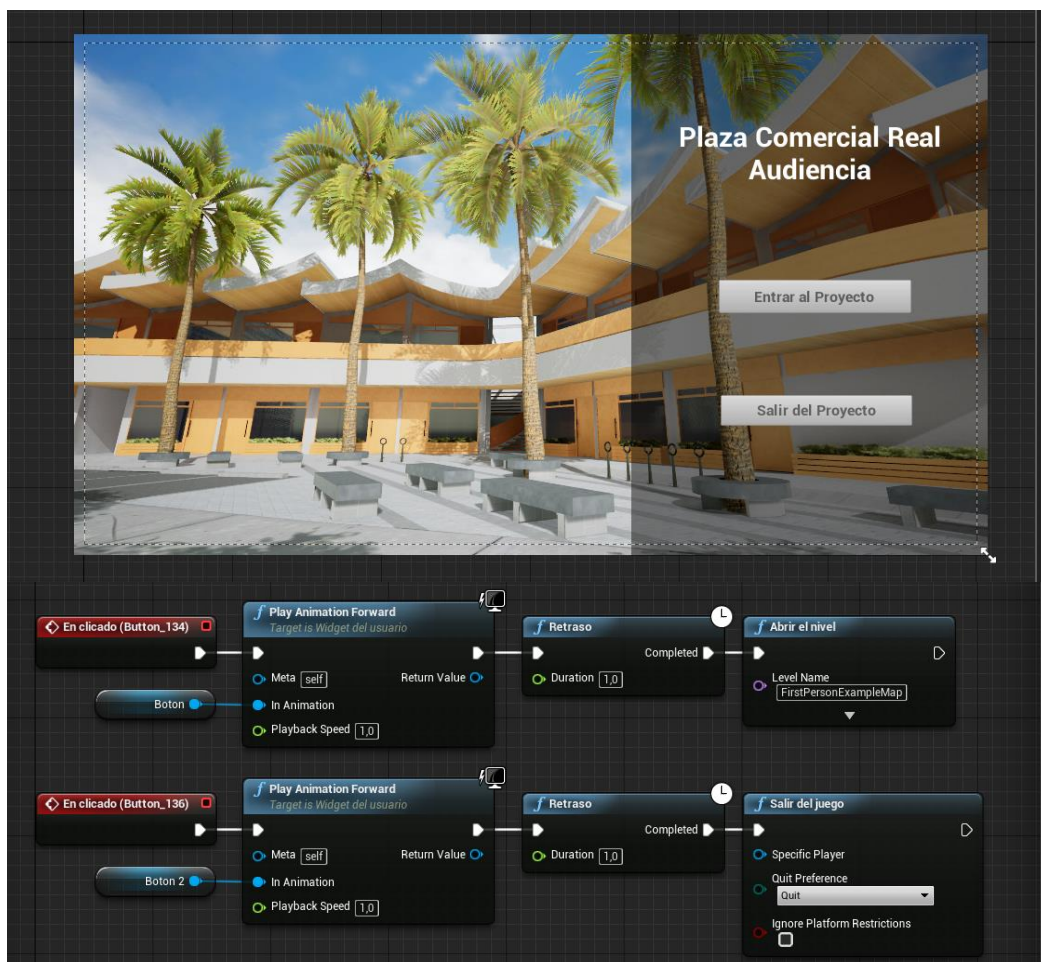 Plaza Comercial Real
Audiencia
Entrar al Proyecto
Salir del Proyecto
En clicado (Button_134)
f Play Animation Forward
Target is Widget del usuario
Meta self
Return Value
Boton
In Animation
Playback Speed 1,0
f Retraso
Completed
Duration 1,0
f Abrir el nivel
Level Name
FirstPersonExampleMap
En clicado (Button_136)
f Play Animation Forward
Target is Widget del usuario
Meta self
Return Value
Boton 2
In Animation
Playback Speed 1,0
f Retraso
Completed
Duration 1,0
f Salir del juego
Specific Player
Quit Preference
Quit
Ignore Platform Restrictions